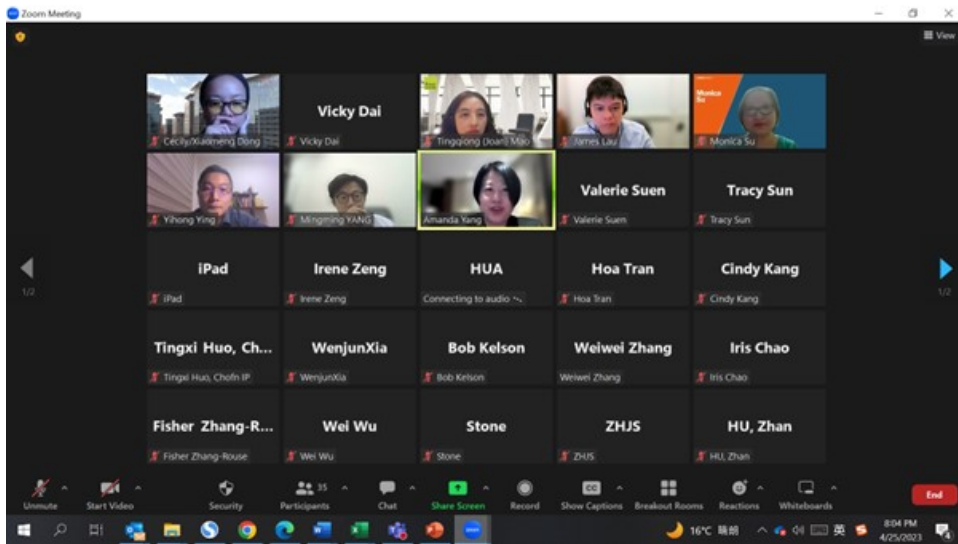 Zoom Meeting
View
Cecily/Xiaomeng Dong
Vicky Dai
Vicky Dai
Tingqiong (Joan) Mao
James Lau
Monica Su
Monica Su
Yihong Ying
Mingming YANG
Amanda Yang
Valerie Suen
Valerie Suen
Tracy Sun
Tracy Sun
1/2
1/2
iPad
iPad
Irene Zeng
Irene Zeng
HUA
Connecting to audio
Hoa Tran
Hoa Tran
Cindy Kang
Cindy Kang
Tingxi Huo, Ch...
Tingxi Huo, Chofn IP
WenjunXia
WenjunXia
Bob Kelson
Bob Kelson
Weiwei Zhang
Weiwei Zhang
Iris Chao
Iris Chao
Fisher Zhang-R...
Fisher Zhang-Rouse
Wei Wu
Wei Wu
Stone
Stone
ZHJS
ZHJS
HU, Zhan
HU, Zhan
Unmute
Start Video
Security
Participants
35
Chat
Share Screen
Record
CC
Show Captions
Breakout Rooms
Reactions
Whiteboards
End
16°C 晴朗
英
8:04 PM
4/25/2023
4